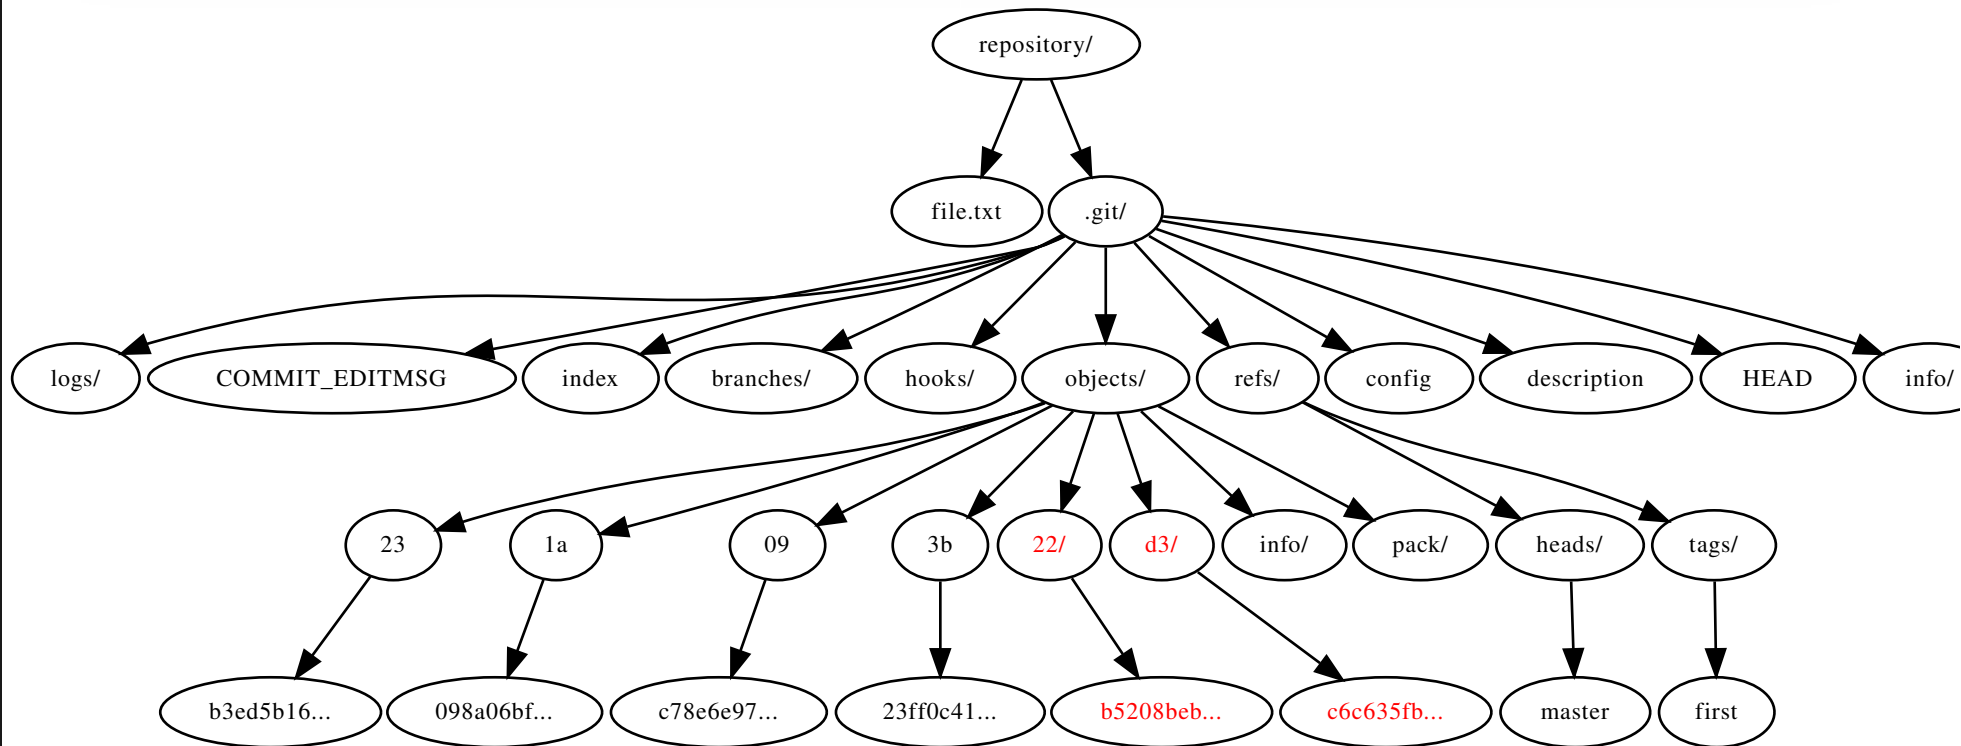 repository/
file.txt
.git/
logs/
COMMIT_EDITMSG
index
branches/
hooks/
objects/
refs/
config
description
HEAD
info/
23
1a
09
3b
22/
d3/
info/
pack/
heads/
tags/
b3ed5b16...
098a06bf...
c78e6e97...
23ff0c41...
b5208beb...
c6c635fb...
master
first